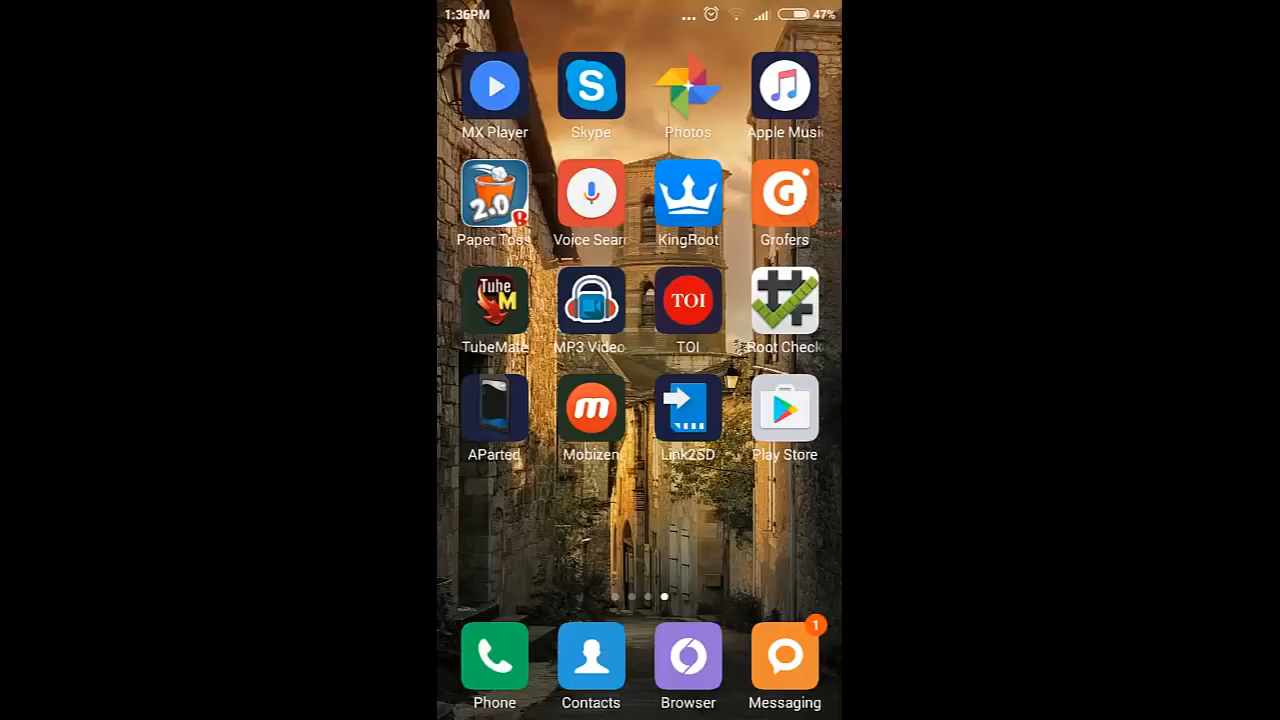 1:36PM
47%
MX Player
Skype
Photos
Apple Musi
2.0
Paper Toss
Voice Sear
KingRoot
G
Grofers
Tube
M
TubeMate
MP3 Video
TOI
TOI
Root Check
AParted
m
Mobizen
Link2SD
Play Store
1
Phone
Contacts
Browser
Messaging